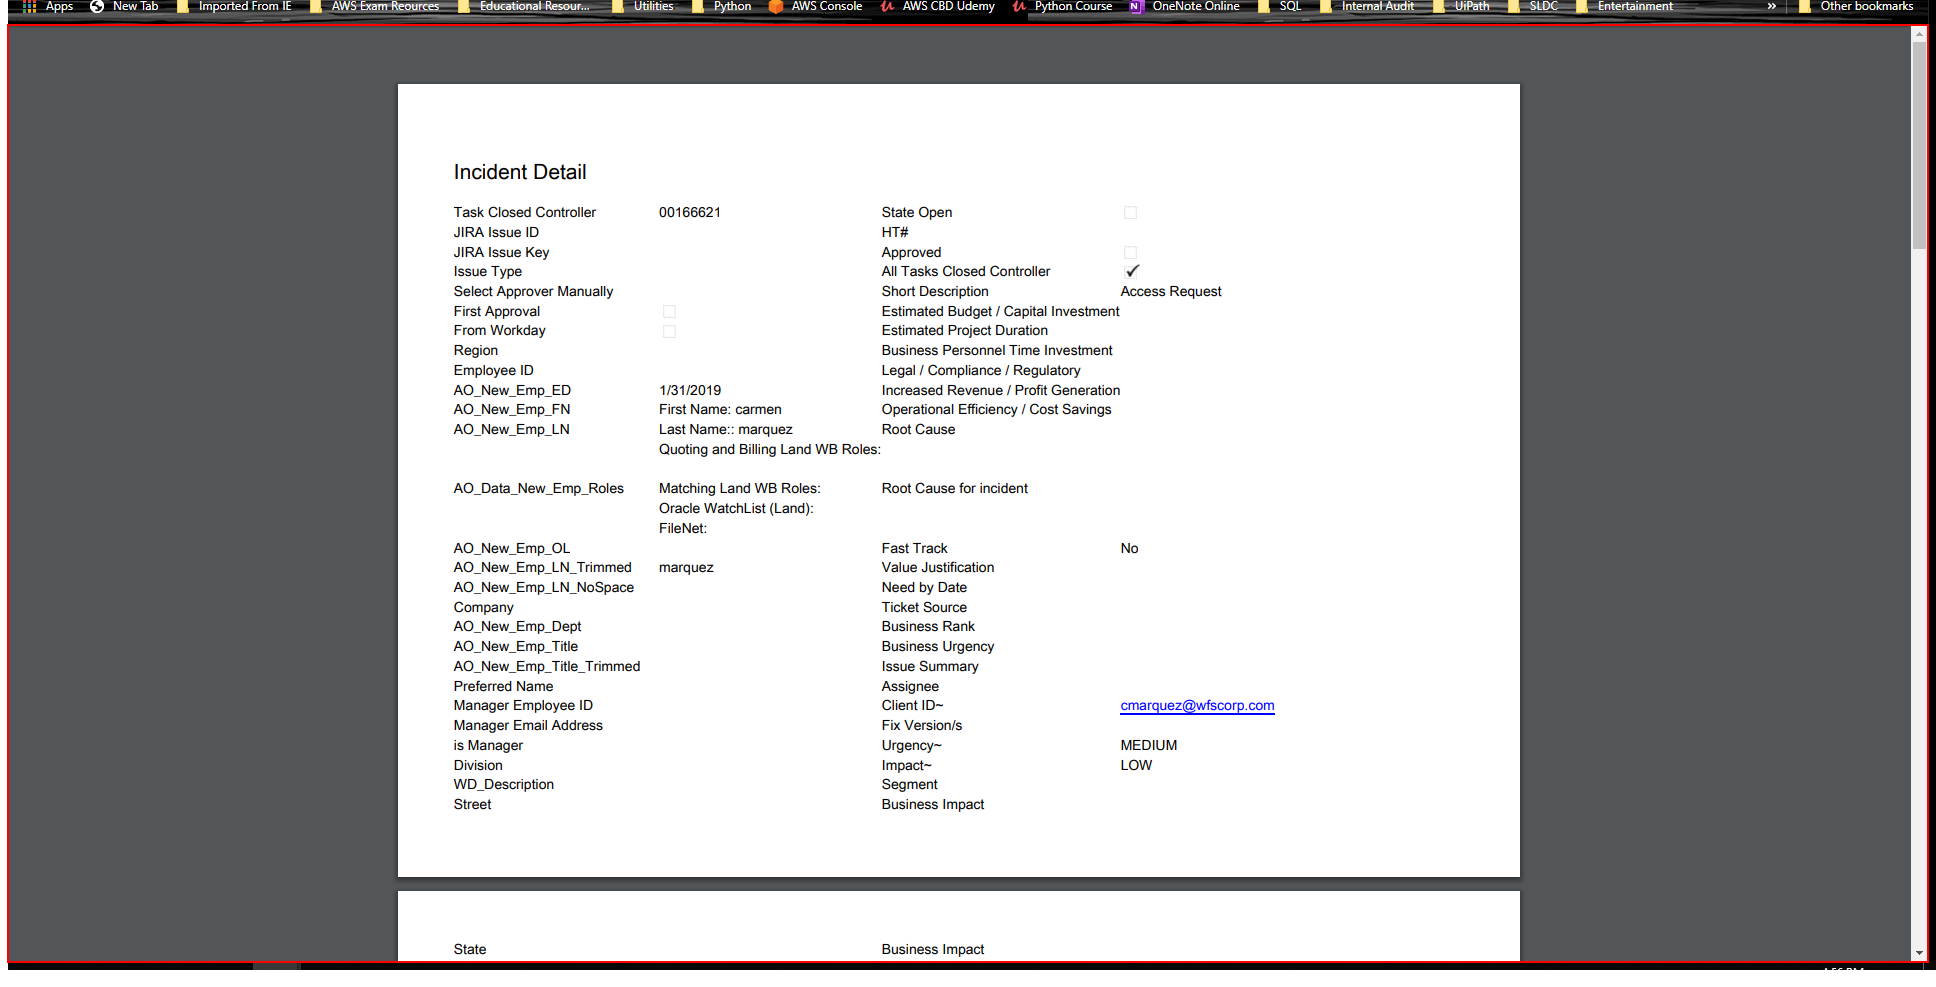 Apps New Tab Imported From IE AWS Exam Reources Educational Resour... Utilities Python AWS Console AWS CBD Udemy Python Course OneNote Online SQL Internal Audit UiPath SLDC Entertainment » Other bookmarks
Incident Detail
Task Closed Controller 00166621 State Open
JIRA Issue ID HT#
JIRA Issue Key Approved
Issue Type All Tasks Closed Controller
Select Approver Manually Short Description Access Request
First Approval Estimated Budget / Capital Investment
From Workday Estimated Project Duration
Region Business Personnel Time Investment
Employee ID Legal / Compliance / Regulatory
AO_New_Emp_ED 1/31/2019 Increased Revenue / Profit Generation
AO_New_Emp_FN First Name: carmen Operational Efficiency / Cost Savings
AO_New_Emp_LN Last Name:: marquez Root Cause
Quoting and Billing Land WB Roles:
AO_Data_New_Emp_Roles Matching Land WB Roles: Root Cause for incident
Oracle WatchList (Land):
FileNet:
AO_New_Emp_OL Fast Track No
AO_New_Emp_LN_Trimmed marquez Value Justification
AO_New_Emp_LN_NoSpace Need by Date
Company Ticket Source
AO_New_Emp_Dept Business Rank
AO_New_Emp_Title Business Urgency
AO_New_Emp_Title_Trimmed Issue Summary
Preferred Name Assignee
Manager Employee ID Client ID~ cmarquez@wfscorp.com
Manager Email Address Fix Version/s
is Manager Urgency~ MEDIUM
Division Impact~ LOW
WD_Description Segment
Street Business Impact
State Business Impact